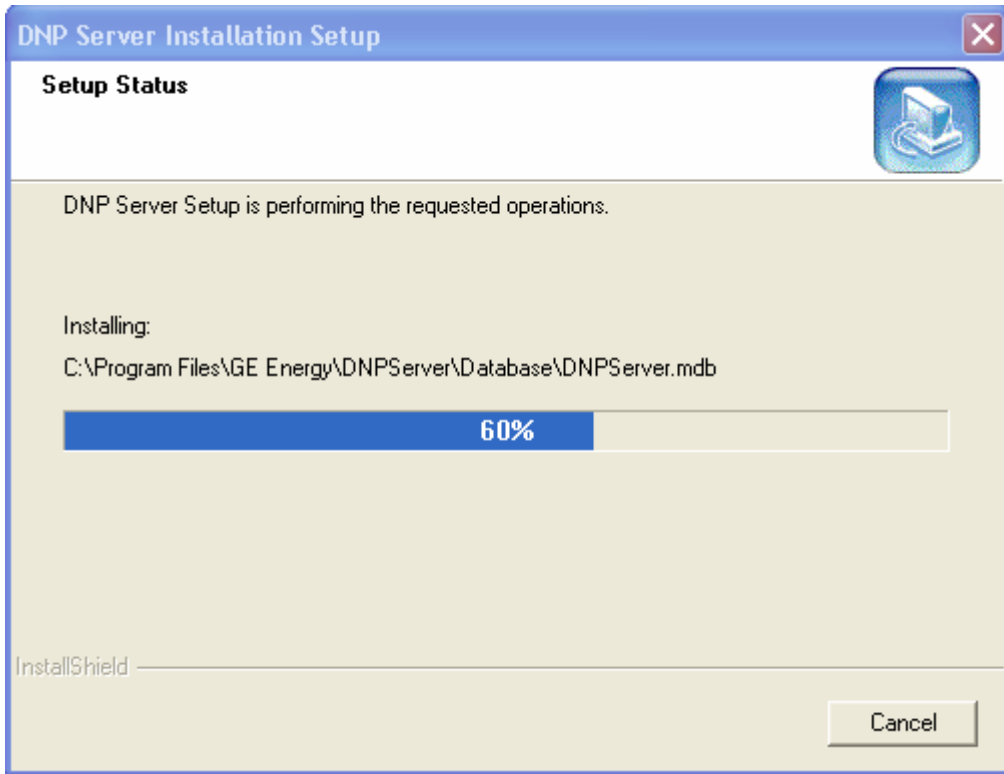 DNP Server Installation Setup
Setup Status
DNP Server Setup is performing the requested operations.
Installing:
C:\Program Files\GE Energy\DNPServer\Database\DNPServer.mdb
60%
InstallShield
Cancel